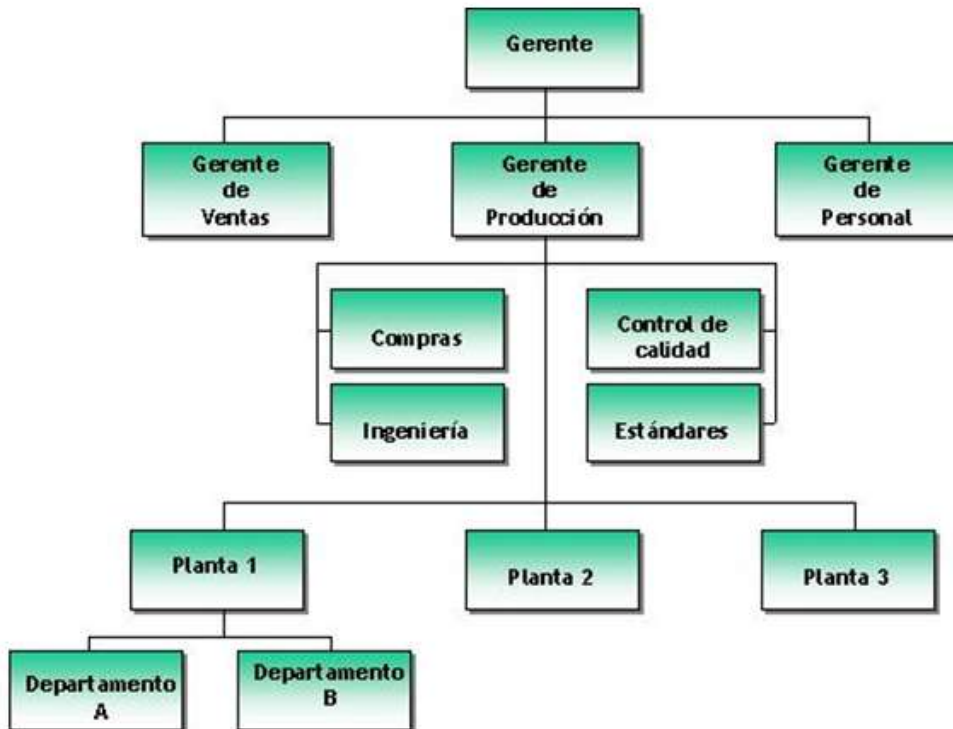 Gerente
Gerente
de
Ventas
Gerente
de
Producción
Gerente
de
Personal
Compras
Control de
calidad
Ingeniería
Estándares
Planta 1
Planta 2
Planta 3
Departamento
A
Departamento
B